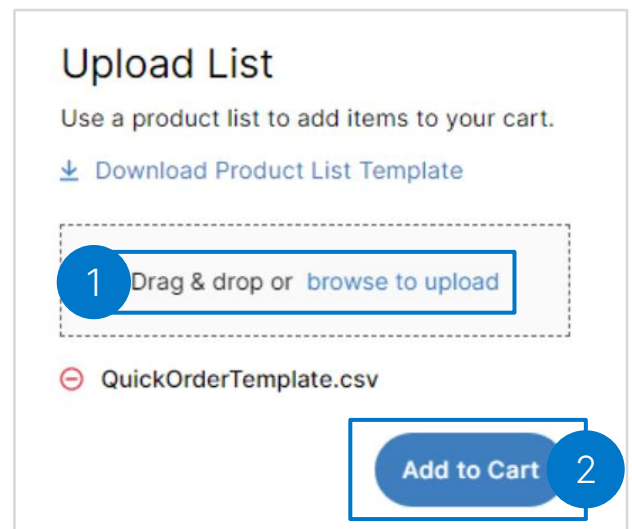 Upload List
Use a product list to add items to your cart.
Download Product List Template
1 Drag & drop or browse to upload
QuickOrderTemplate.csv
Add to Cart 2